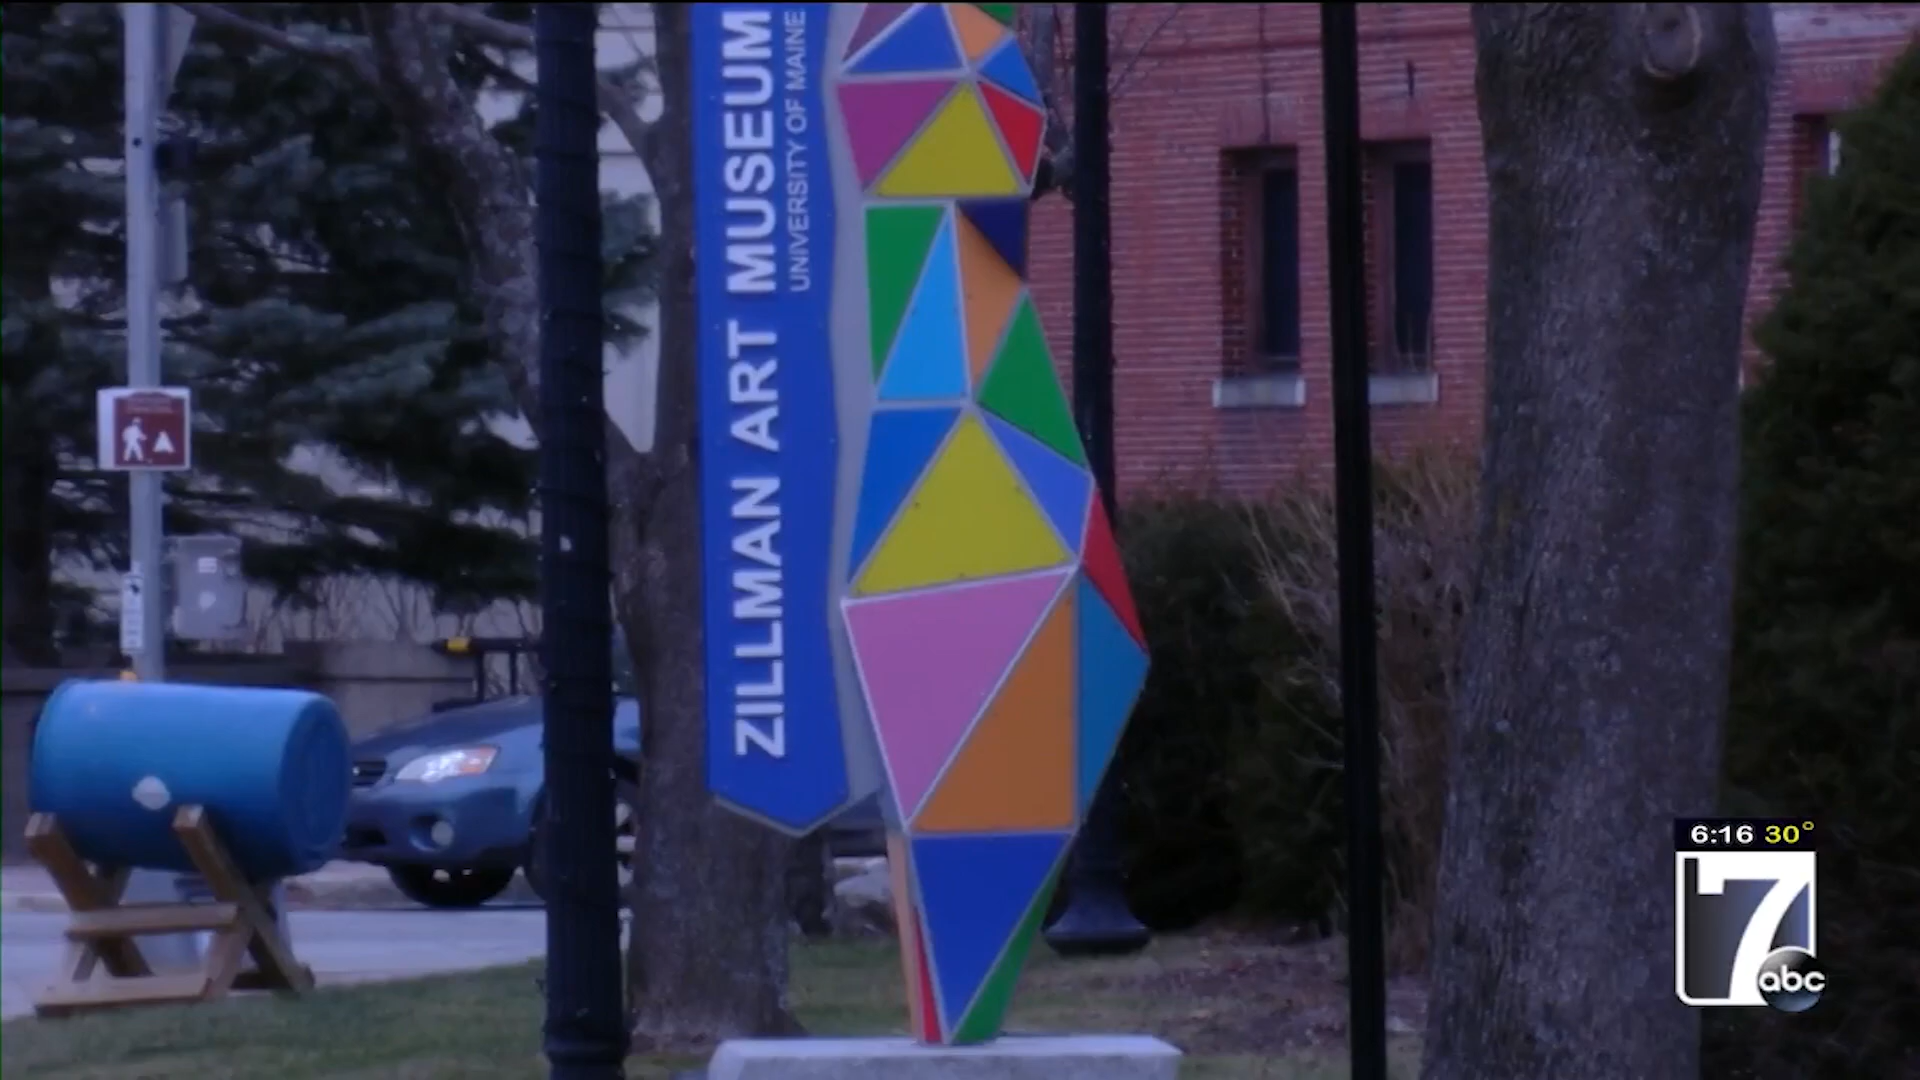 ZILLMAN ART MUSEUM
UNIVERSITY OF MAINE
6:16 30°
7
abc